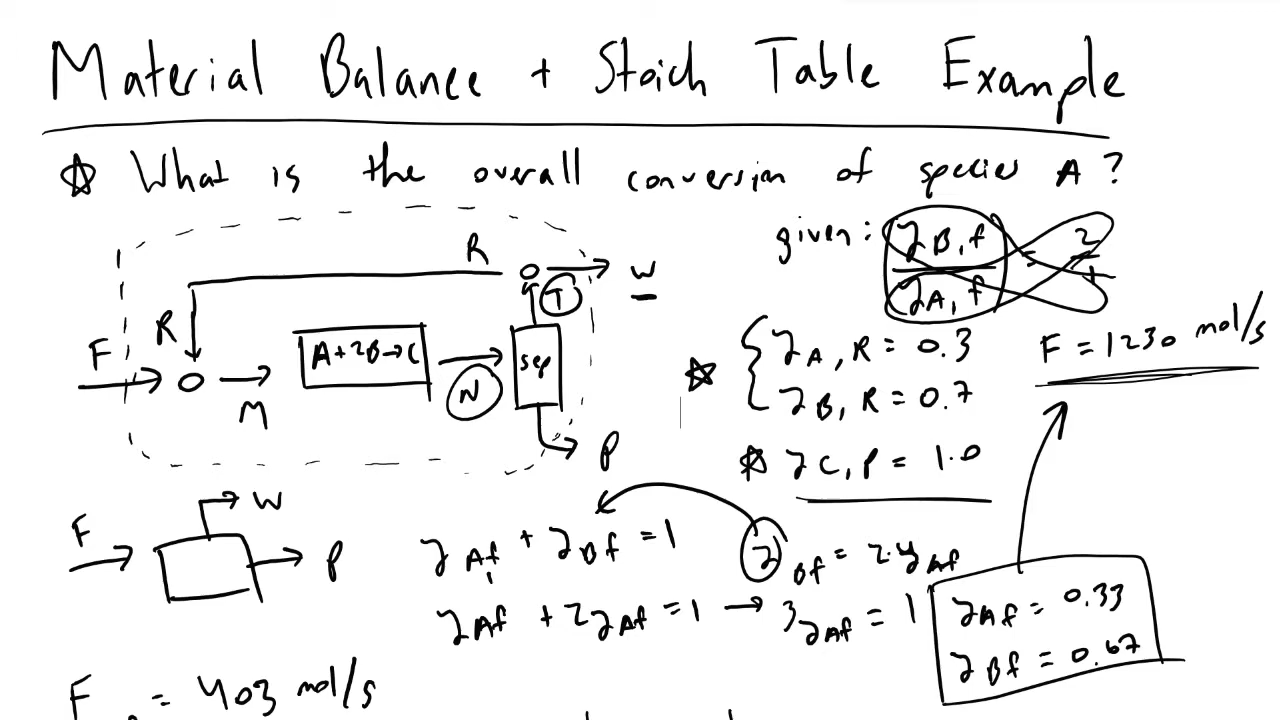 Material Balance + Stoich Table Example
☆ What is the overall conversion of species A?
given: yB,f / yA,f = 2/1
R
T
W
R
F
M
A+2B→C
N
sep
P
☆ yA,R = 0.3
yB,R = 0.7
F = 1230 mol/s
☆ yC,P = 1.0
F
W
P
yAf + yBf = 1
yBf = 2·yAf
yAf + 2yAf = 1 → 3yAf = 1
yAf = 0.33
yBf = 0.67
F = 403 mol/s